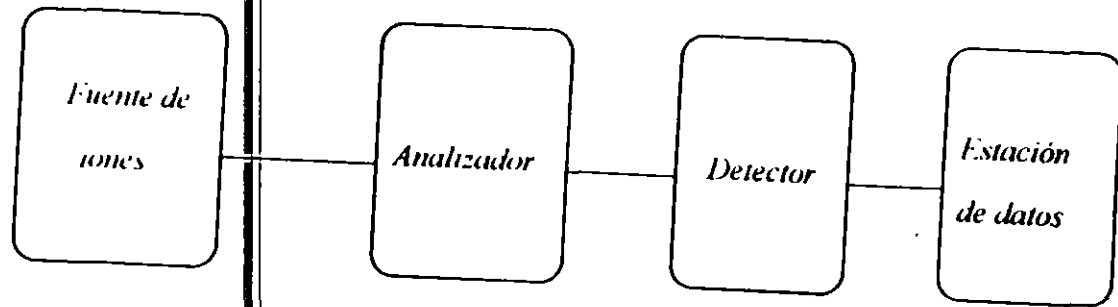 Fuente de
iones
Analizador
Detector
Estación
de datos